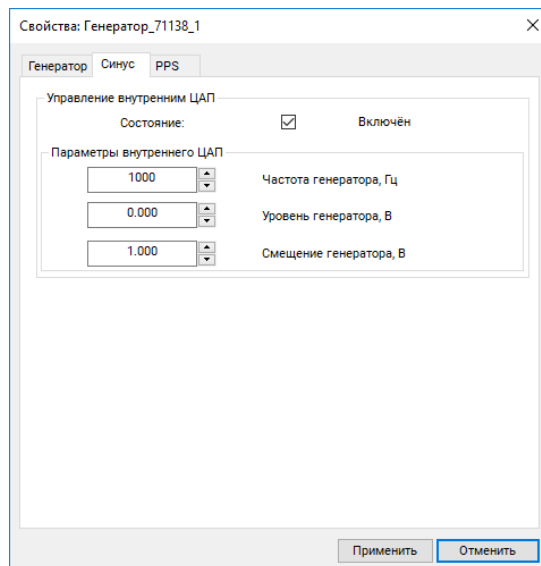 Свойства: Генератор_71138_1
Генератор Синус PPS
Управление внутренним ЦАП
Состояние: Включён
Параметры внутреннего ЦАП
1000 Частота генератора, Гц
0.000 Уровень генератора, В
1.000 Смещение генератора, В
Применить Отменить